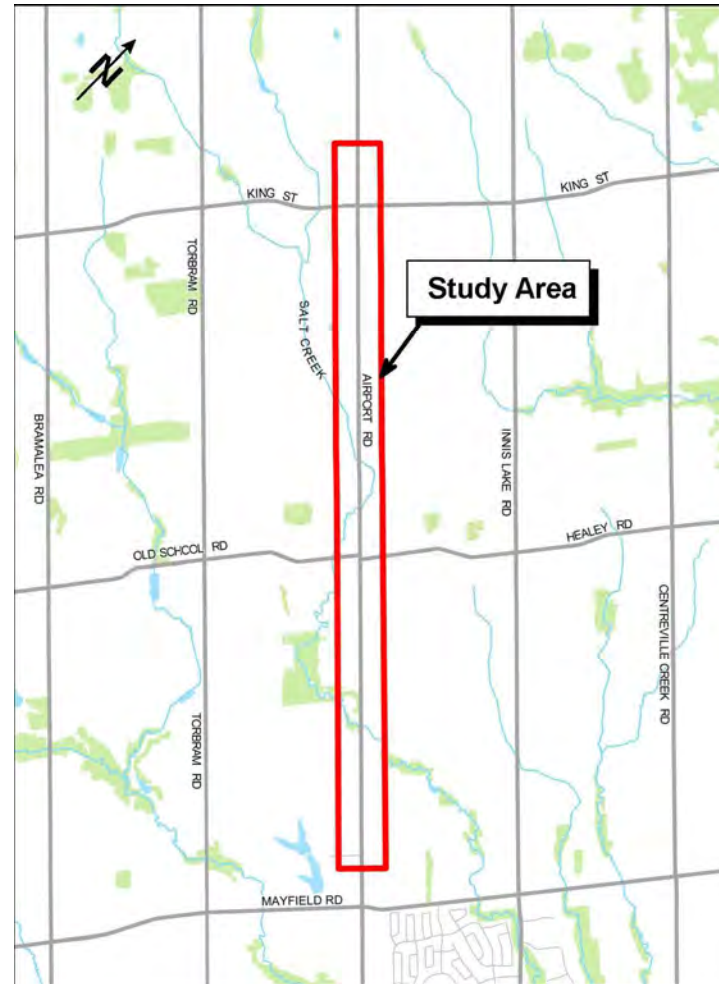 N
KING ST
KING ST
TORBRAM RD
Study Area
SALT CREEK
AIRPORT RD
BRAMALEA RD
INNIS LAKE RD
OLD SCHOOL RD
HEALEY RD
CENTREVILLE CREEK RD
TORBRAM RD
MAYFIELD RD